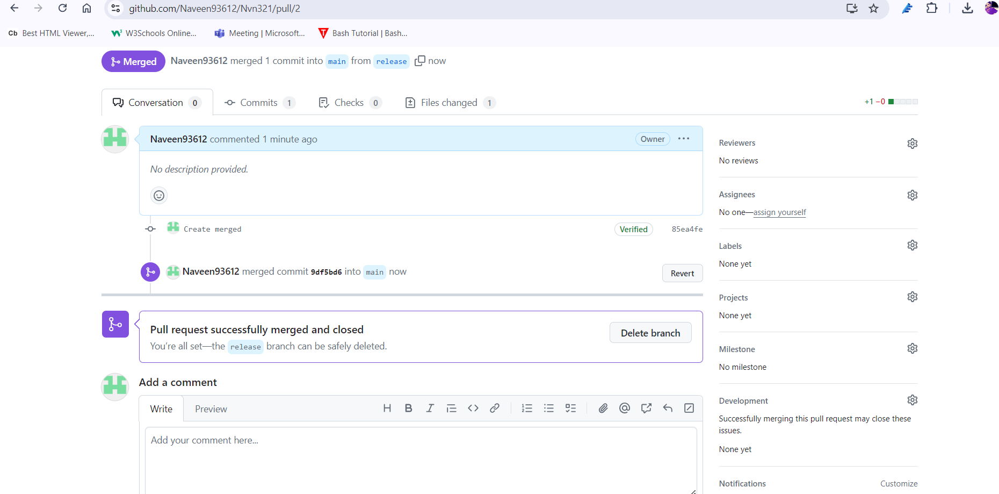 github.com/Naveen93612/Nvn321/pull/2
Cb Best HTML Viewer,... W3Schools Online... Meeting | Microsoft... Bash Tutorial | Bash...
Merged Naveen93612 merged 1 commit into main from release now
Conversation 0 Commits 1 Checks 0 Files changed 1 +1 −0
Naveen93612 commented 1 minute ago Owner ...
No description provided.
Create merged Verified 85ea4fe
Naveen93612 merged commit 9df5bd6 into main now Revert
Pull request successfully merged and closed
You're all set—the release branch can be safely deleted.
Delete branch
Add a comment
Write Preview H B I
Add your comment here...
Reviewers
No reviews
Assignees
No one—assign yourself
Labels
None yet
Projects
None yet
Milestone
No milestone
Development
Successfully merging this pull request may close these
issues.
None yet
Notifications Customize